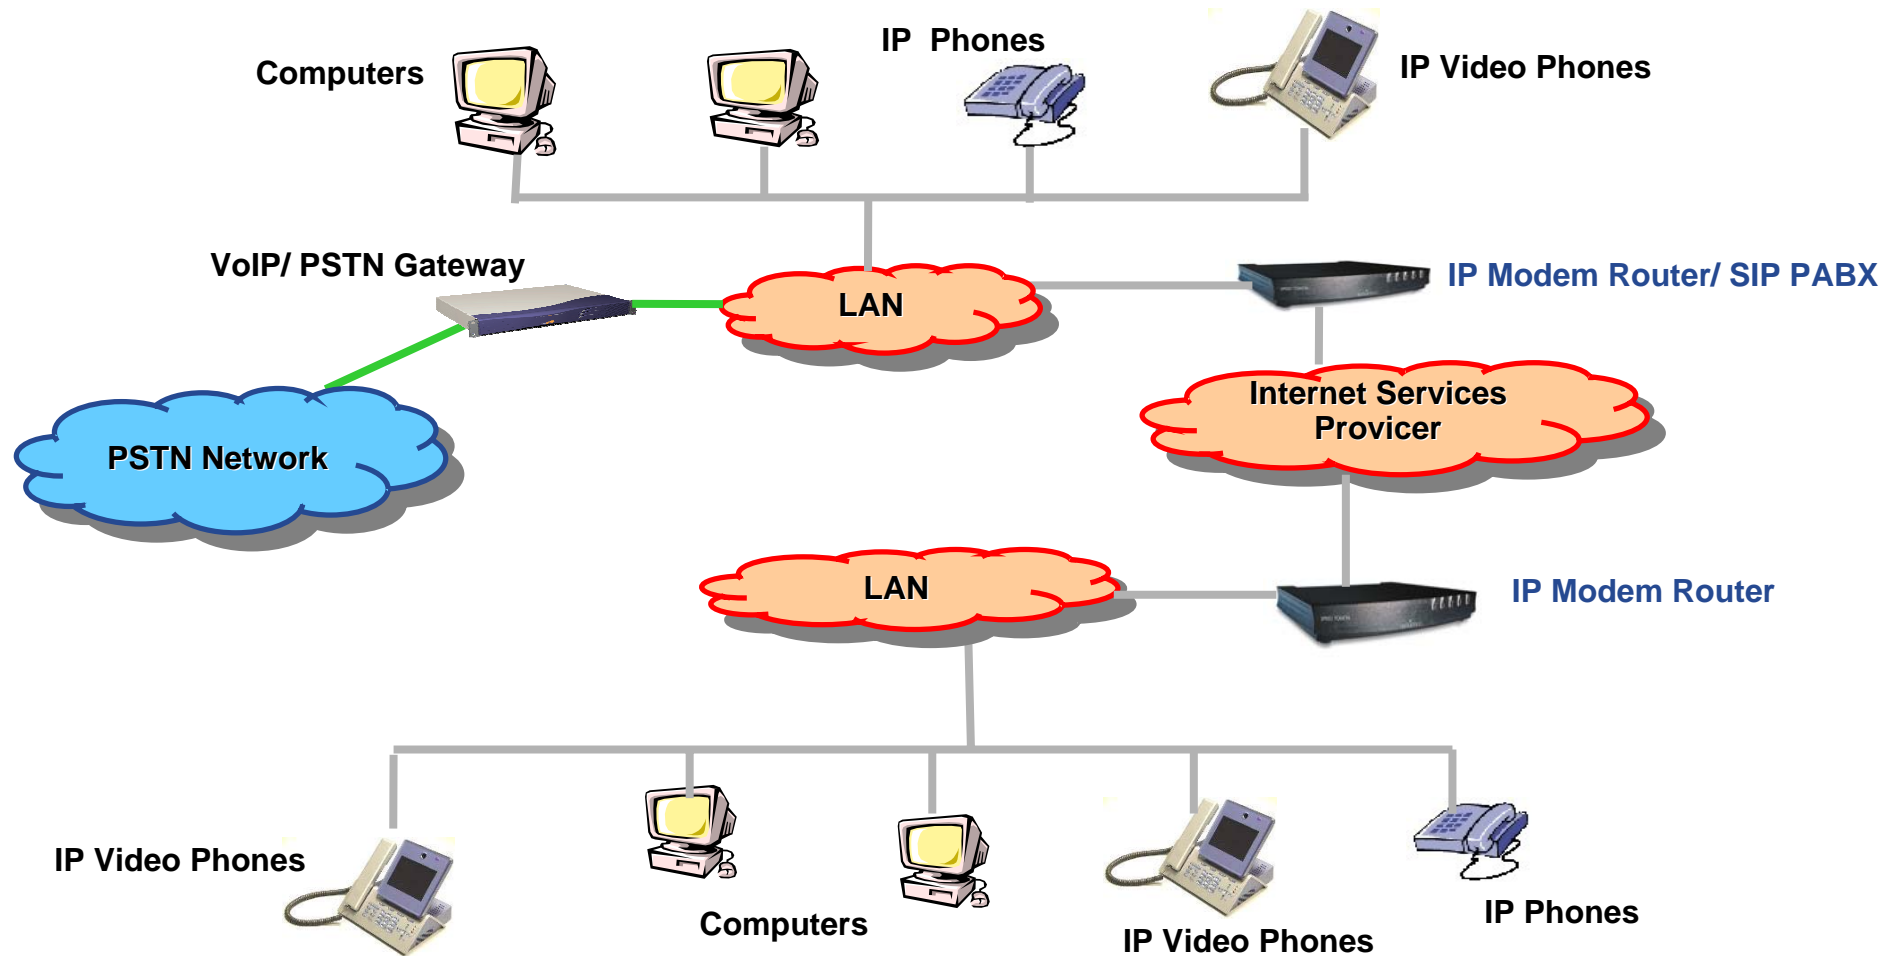 IP  Phones
Computers
IP Video Phones
VoIP/ PSTN Gateway
LAN
IP Modem Router/ SIP PABX
Internet Services
Provicer
PSTN Network
LAN
IP Modem Router
IP Video Phones
Computers
IP Video Phones
IP Phones